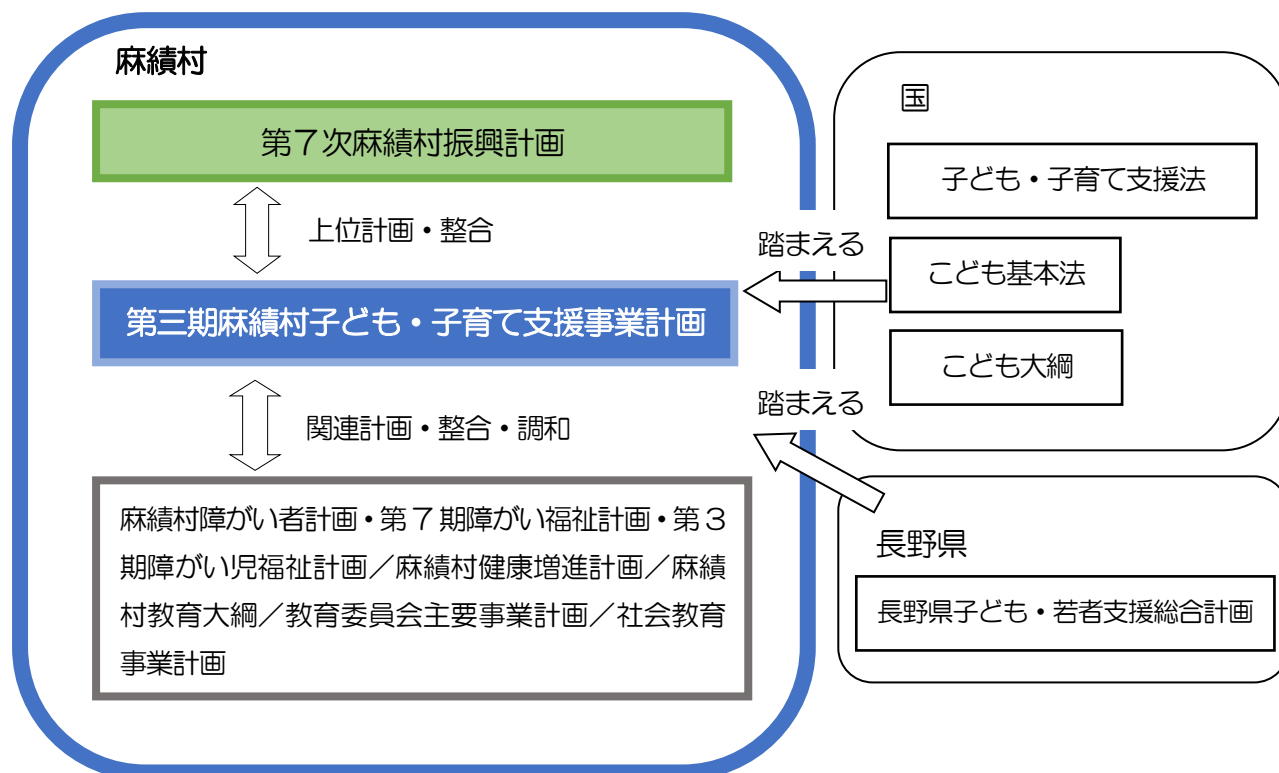 麻績村
第７次麻績村振興計画
上位計画・整合
第三期麻績村子ども・子育て支援事業計画
関連計画・整合・調和
麻績村障がい者計画・第７期障がい福祉計画・第３
期障がい児福祉計画／麻績村健康増進計画／麻績
村教育大綱／教育委員会主要事業計画／社会教育
事業計画
踏まえる
踏まえる
国
子ども・子育て支援法
こども基本法
こども大綱
長野県
長野県子ども・若者支援総合計画